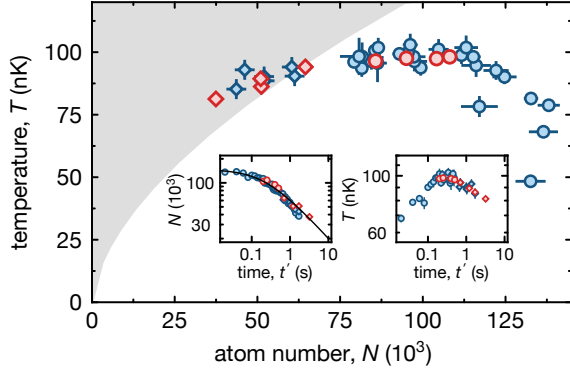 temperature, T (nK)
100
75
50
25
0
N (10³)
100
30
0.1 1 10
time, t′ (s)
T (nK)
100
60
0.1 1 10
time, t′ (s)
0 25 50 75 100 125
atom number, N (10³)